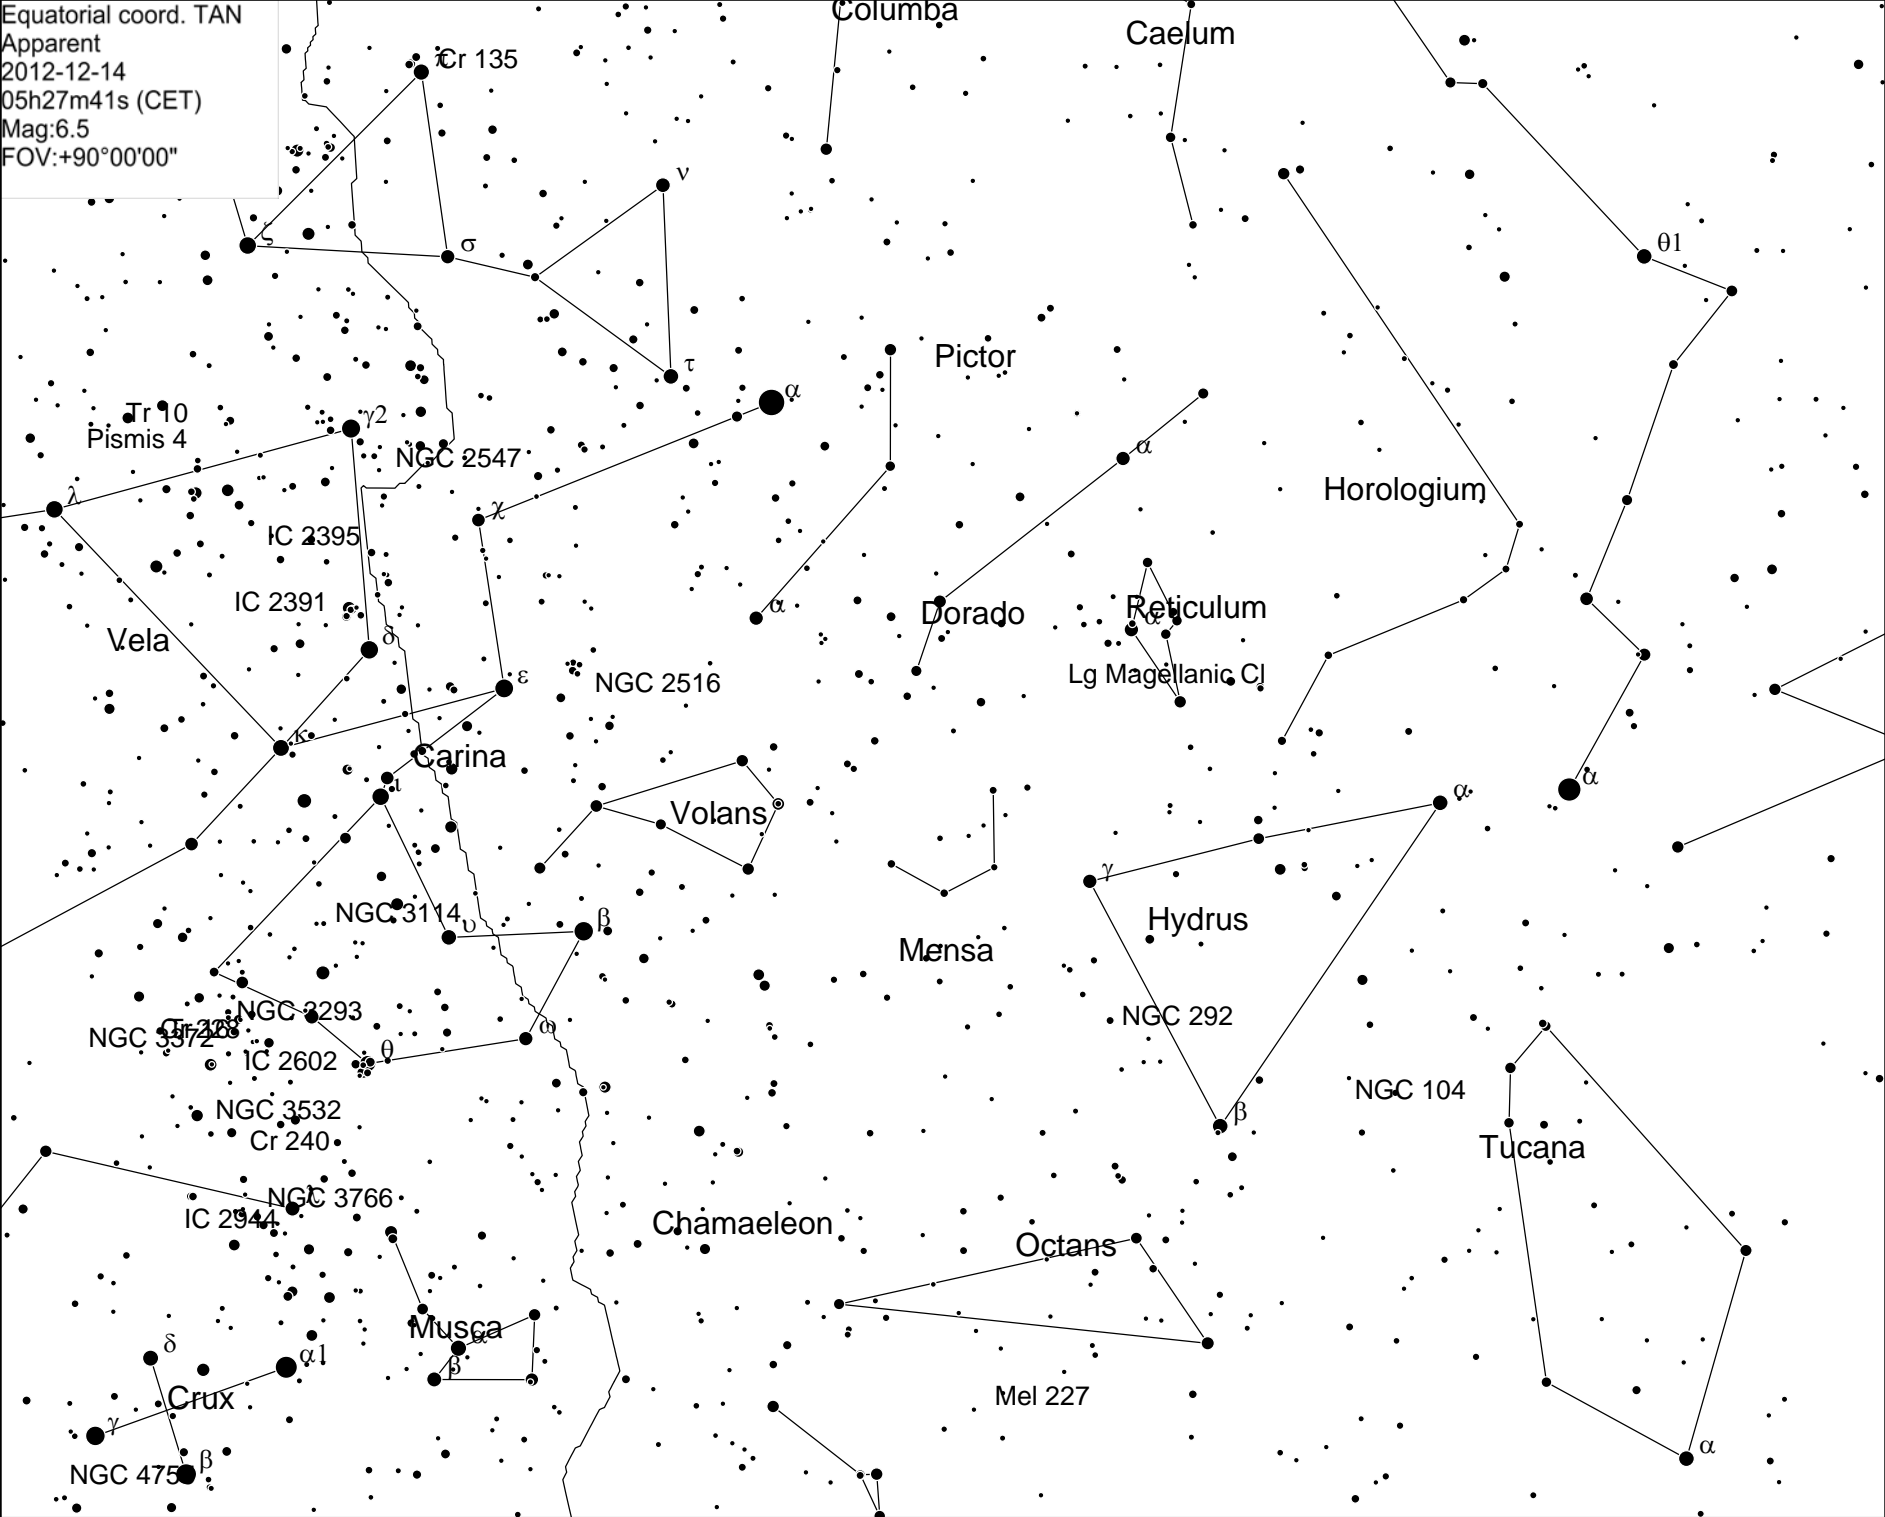 Equatorial coord. TAN
Apparent
2012-12-14
05h27m41s (CET)
Mag:6.5
FOV:+90°00'00"
Columba
Caelum
π
Cr 135
ν
ζ
σ
θ1
Pictor
τ
α
Tr 10
γ2
Pismis 4
NGC 2547
α
λ
Horologium
χ
IC 2395
IC 2391
α
Dorado
Reticulum
α
Vela
δ
Lg Magellanic Cl
ε
NGC 2516
κ
Carina
ι
α
α
Volans
γ
NGC 3114
υ
β
Hydrus
Mensa
NGC 3293
NGC 292
ω
NGC 3372
θ
IC 2602
NGC 104
NGC 3532
β
Cr 240
Tucana
λ
NGC 3766
IC 2944
Chamaeleon
Octans
Musca
α
δ
α1
β
Crux
Mel 227
γ
α
β
NGC 475